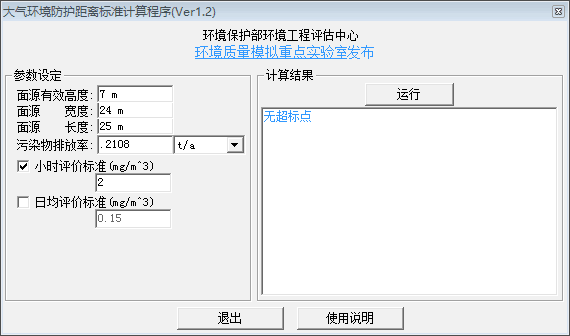 大气环境防护距离标准计算程序(Ver1.2)
环境保护部环境工程评估中心
环境质量模拟重点实验室发布
参数设定
面源有效高度: 7 m
面源 宽度: 24 m
面源 长度: 25 m
污染物排放率: .2108 t/a
小时评价标准(mg/m^3)
2
日均评价标准(mg/m^3)
0.15
计算结果
运行
无超标点
退出
使用说明